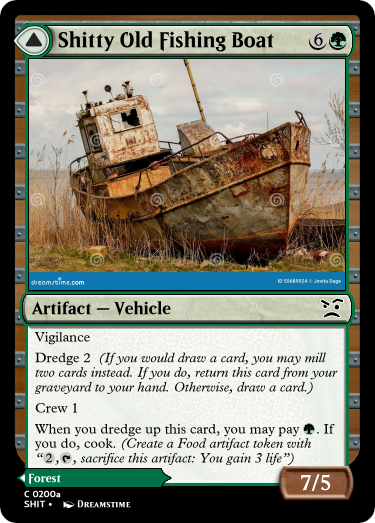 Shitty Old Fishing Boat 6
dreamstime.com
ID 55689924 © Jovita Dage
Artifact — Vehicle
Vigilance
Dredge 2 (If you would draw a card, you may mill
two cards instead. If you do, return this card from your
graveyard to your hand. Otherwise, draw a card.)
Crew 1
When you dredge up this card, you may pay . If
you do, cook. (Create a Food artifact token with
“2, , sacrifice this artifact: You gain 3 life”)
Forest
7/5
C 0200a
SHIT • Dreamstime